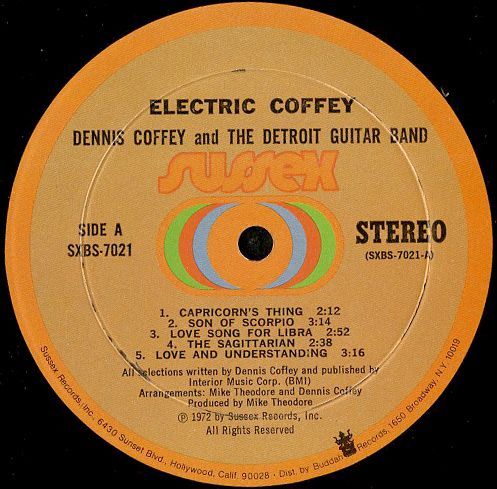 ELECTRIC COFFEY
DENNIS COFFEY and THE DETROIT GUITAR BAND
sussex
SIDE A
SXBS-7021
STEREO
(SXBS-7021-A)
1. CAPRICORN'S THING 2:12
2. SON OF SCORPIO 3:14
3. LOVE SONG FOR LIBRA 2:52
4. THE SAGITTARIAN 2:38
5. LOVE AND UNDERSTANDING 3:16
All selections written by Dennis Coffey and published by
Interior Music Corp. (BMI)
Arrangements: Mike Theodore and Dennis Coffey
Produced by Mike Theodore
Ⓟ 1972 by Sussex Records, Inc.
All Rights Reserved
Sussex Records, Inc., 6430 Sunset Blvd., Hollywood, Calif. 90028 • Dist. by Buddah Records, 1650 Broadway, N.Y. 10019